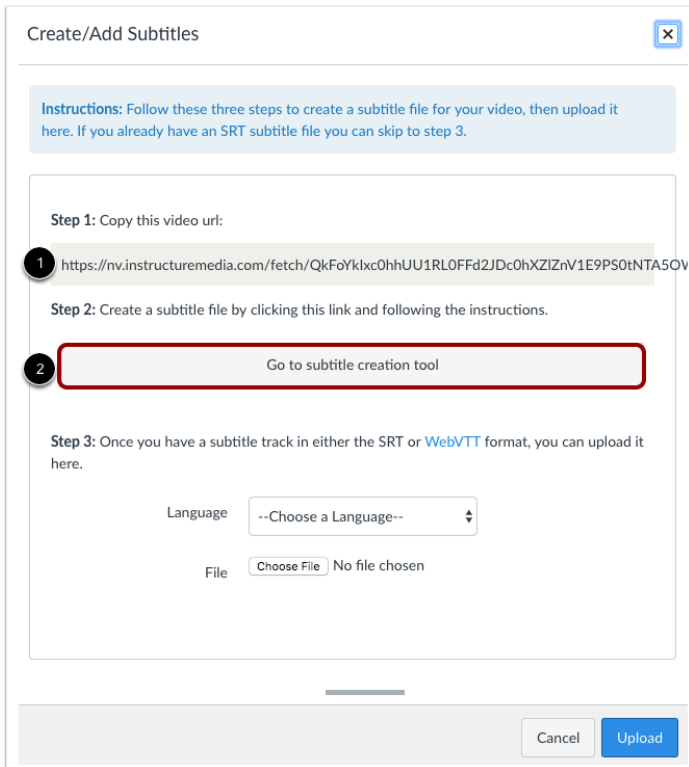 Create/Add Subtitles
Instructions: Follow these three steps to create a subtitle file for your video, then upload it
here. If you already have an SRT subtitle file you can skip to step 3.
Step 1: Copy this video url:
1 https://nv.instructuremedia.com/fetch/QkFoYklxc0hhUU1RL0FFd2JDc0hXZlZnV1E9PS0tNTA5OW
Step 2: Create a subtitle file by clicking this link and following the instructions.
2 Go to subtitle creation tool
Step 3: Once you have a subtitle track in either the SRT or WebVTT format, you can upload it
here.
Language --Choose a Language--
File Choose File No file chosen
Cancel Upload